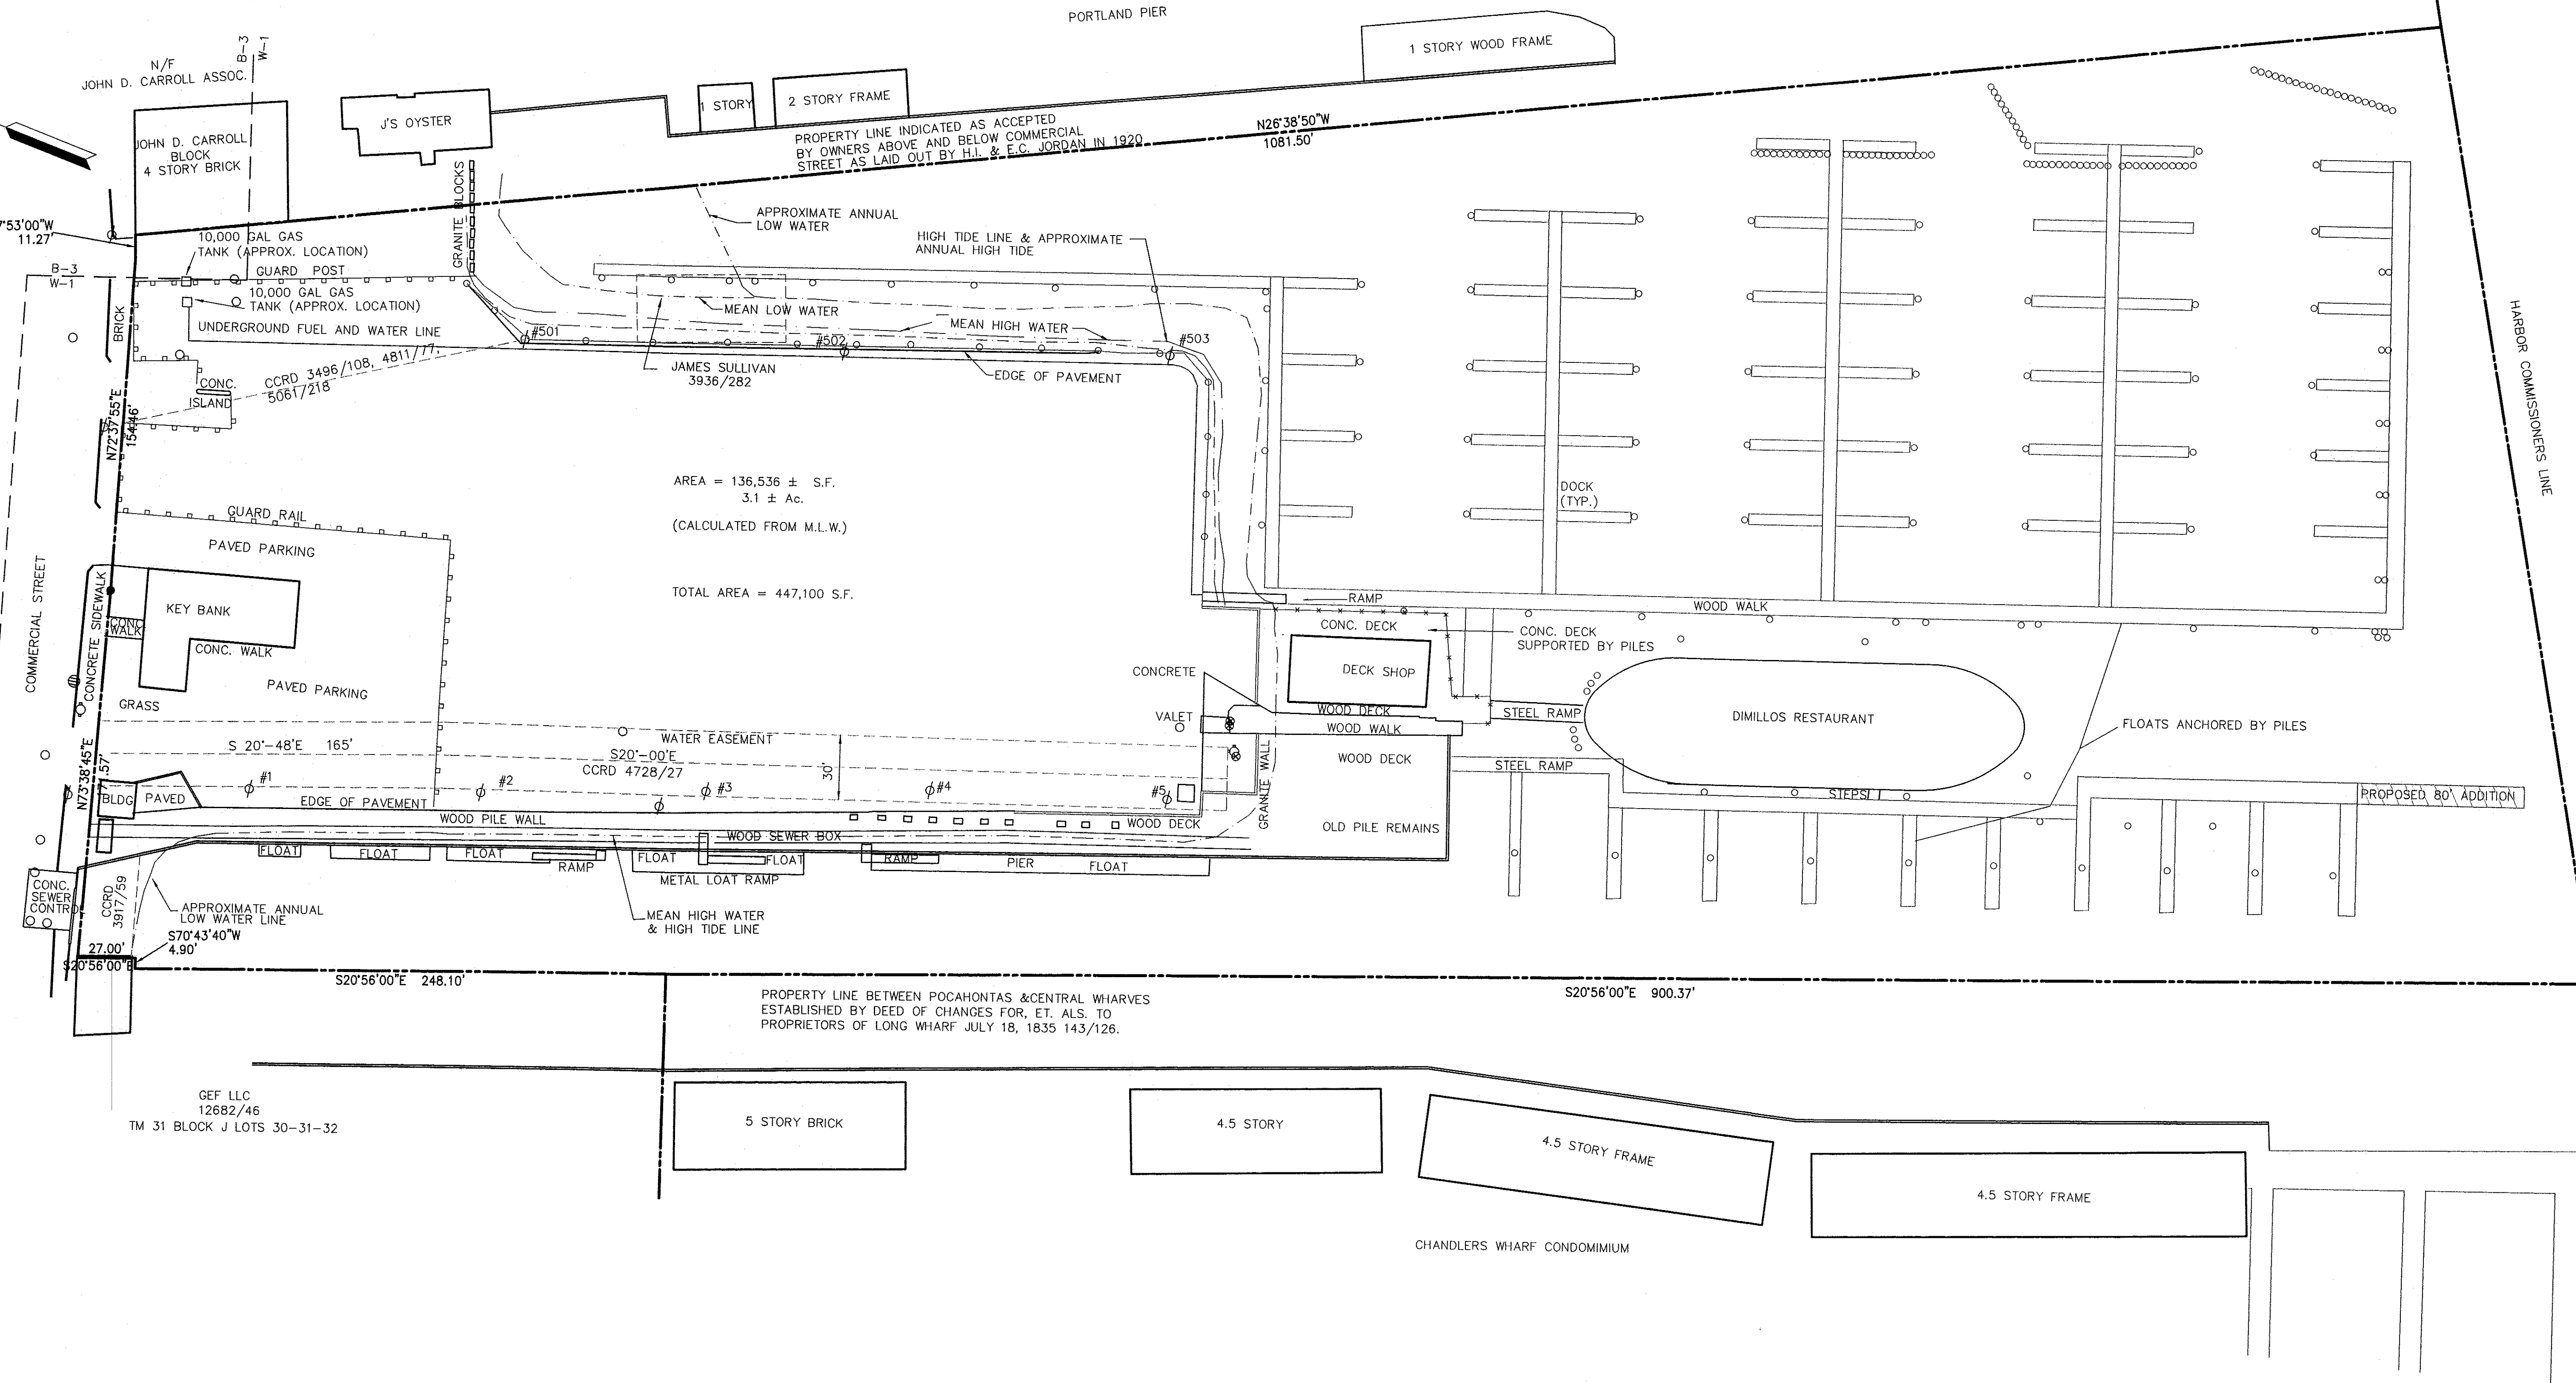 PORTLAND PIER
1 STORY WOOD FRAME
N/F
JOHN D. CARROLL ASSOC.
B-3
W-1
JOHN D. CARROLL
BLOCK
4 STORY BRICK
J'S OYSTER
1 STORY
2 STORY FRAME
PROPERTY LINE INDICATED AS ACCEPTED
BY OWNERS ABOVE AND BELOW COMMERCIAL
STREET AS LAID OUT BY H.I. & E.C. JORDAN IN 1920
N26°38'50"W
1081.50'
°53'00"W
11.27'
10,000 GAL GAS
TANK (APPROX. LOCATION)
B-3
W-1
GUARD POST
10,000 GAL GAS
TANK (APPROX. LOCATION)
GRANITE BLOCKS
APPROXIMATE ANNUAL
LOW WATER
HIGH TIDE LINE & APPROXIMATE
ANNUAL HIGH TIDE
BRICK
UNDERGROUND FUEL AND WATER LINE
MEAN LOW WATER
MEAN HIGH WATER
#501
#502
#503
JAMES SULLIVAN
3936/282
EDGE OF PAVEMENT
CCRD 3496/108, 4811/77,
5061/218
CONC.
ISLAND
N72°37'55"E
154.46'
HARBOR COMMISSIONERS LINE
AREA = 136,536 ± S.F.
3.1 ± Ac.
(CALCULATED FROM M.L.W.)
TOTAL AREA = 447,100 S.F.
DOCK
(TYP.)
GUARD RAIL
PAVED PARKING
COMMERCIAL STREET
CONCRETE SIDEWALK
KEY BANK
CONC
WALK
CONC. WALK
PAVED PARKING
GRASS
RAMP
WOOD WALK
CONC. DECK
CONC. DECK
SUPPORTED BY PILES
CONCRETE
DECK SHOP
VALET
WOOD DECK
WOOD WALK
STEEL RAMP
DIMILLOS RESTAURANT
FLOATS ANCHORED BY PILES
WATER EASEMENT
S 20°-48'E 165'
S20°-00'E
CCRD 4728/27
30'
GRANITE WALL
WOOD DECK
STEEL RAMP
N73°38'45"E
.57'
#1
#2
#3
#4
#5
BLDG
PAVED
EDGE OF PAVEMENT
STEPS
PROPOSED 80' ADDITION
WOOD PILE WALL
WOOD SEWER BOX
WOOD DECK
OLD PILE REMAINS
FLOAT
FLOAT
FLOAT
RAMP
FLOAT
FLOAT
RAMP
PIER
FLOAT
METAL LOAT RAMP
CONC.
SEWER
CONTR
CCRD
3917/59
APPROXIMATE ANNUAL
LOW WATER LINE
MEAN HIGH WATER
& HIGH TIDE LINE
S70°43'40"W
4.90'
27.00'
S20°56'00"E
S20°56'00"E 248.10'
S20°56'00"E 900.37'
PROPERTY LINE BETWEEN POCAHONTAS &CENTRAL WHARVES
ESTABLISHED BY DEED OF CHANGES FOR, ET. ALS. TO
PROPRIETORS OF LONG WHARF JULY 18, 1835 143/126.
GEF LLC
12682/46
TM 31 BLOCK J LOTS 30-31-32
5 STORY BRICK
4.5 STORY
4.5 STORY FRAME
4.5 STORY FRAME
CHANDLERS WHARF CONDOMIMIUM